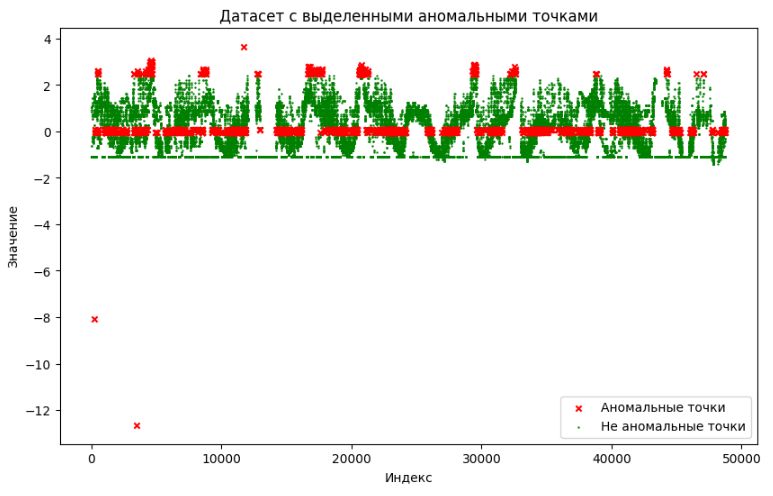 Датасет с выделенными аномальными точками
4
2
0
−2
−4
−6
−8
−10
−12
Значение
Аномальные точки
Не аномальные точки
0 10000 20000 30000 40000 50000
Индекс